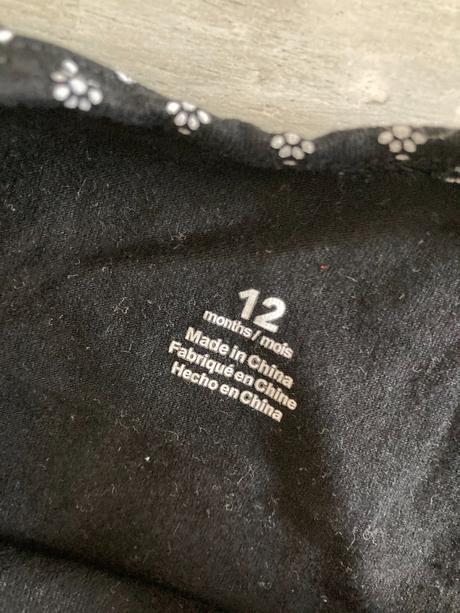 12
months / mois
Made in China
Fabriqué en Chine
Hecho en China